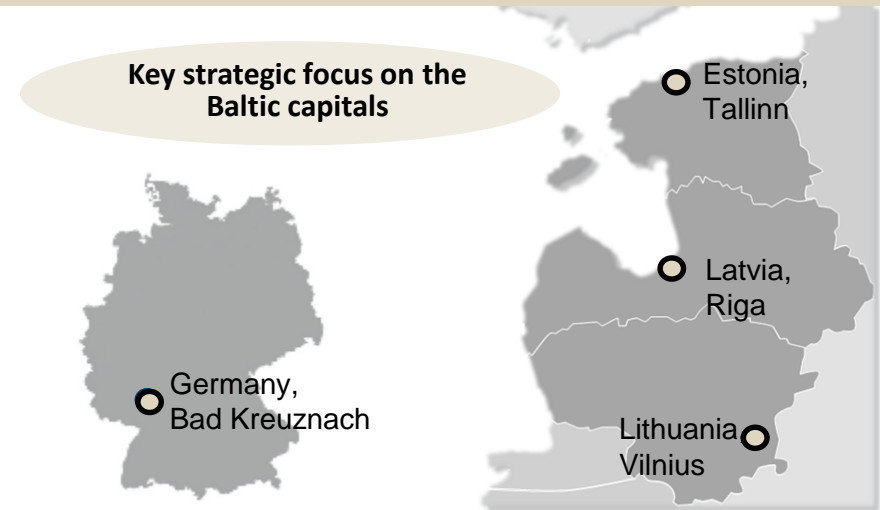 Key strategic focus on the
Baltic capitals
Estonia,
Tallinn
Latvia,
Riga
Germany,
Bad Kreuznach
Lithuania,
Vilnius